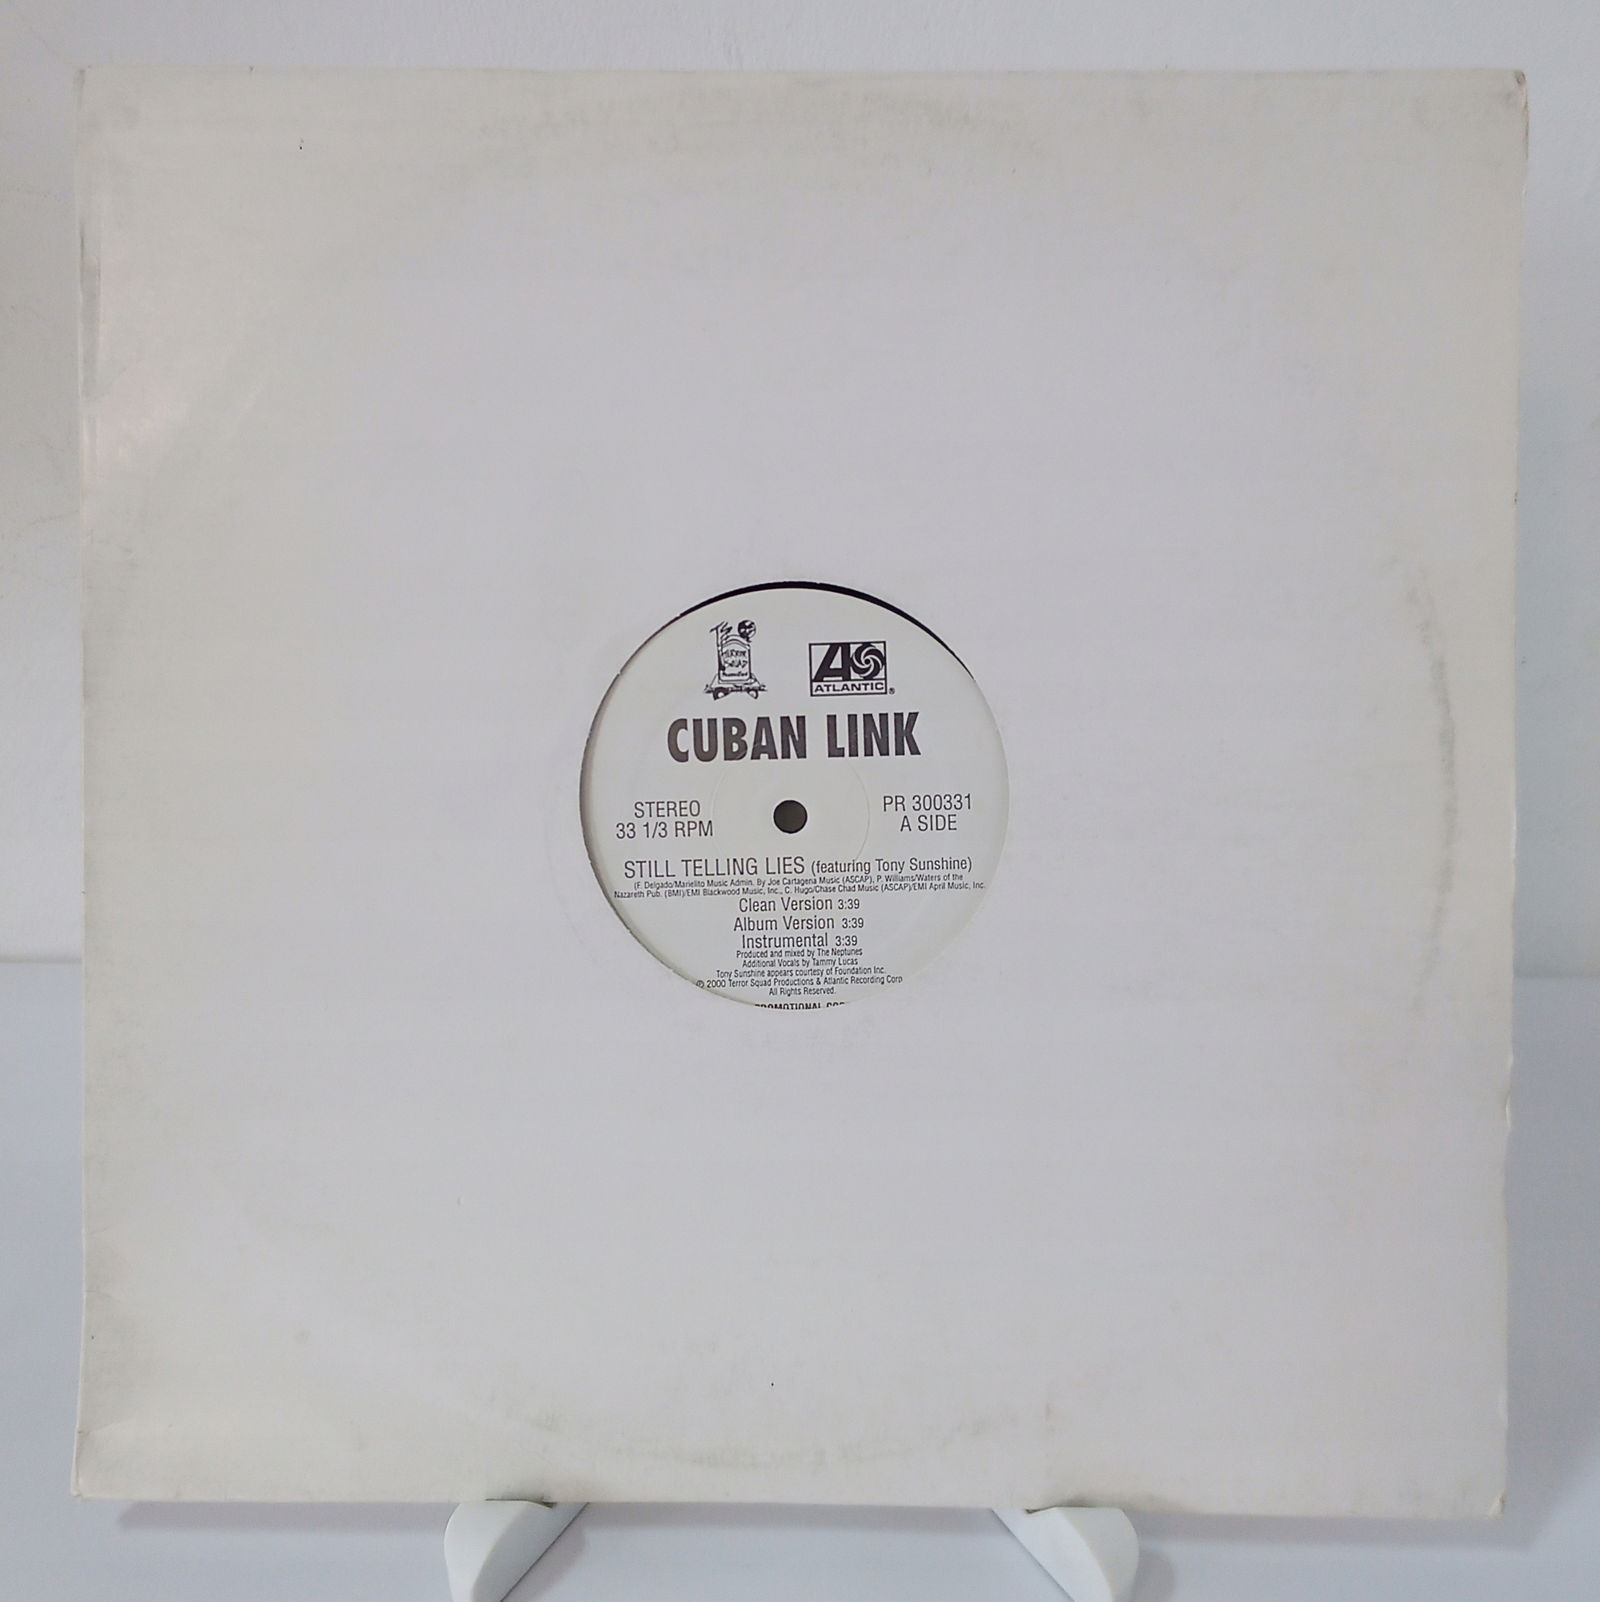 TS
TERROR
SQUAD
ATLANTIC®
CUBAN LINK
STEREO
33 1/3 RPM
PR 300331
A SIDE
STILL TELLING LIES (featuring Tony Sunshine)
(F. Delgado/Marielito Music Admin. By Joe Cartagena Music (ASCAP), P. Williams/Waters of the
Nazareth Pub. (BMI)/EMI Blackwood Music, Inc., C. Hugo/Chase Chad Music (ASCAP)/EMI April Music, Inc.
Clean Version 3:39
Album Version 3:39
Instrumental 3:39
Produced and mixed by The Neptunes
Additional Vocals by Tammy Lucas
Tony Sunshine appears courtesy of Foundation Inc.
℗ 2000 Terror Squad Productions & Atlantic Recording Corp
All Rights Reserved.
PROMOTIONAL